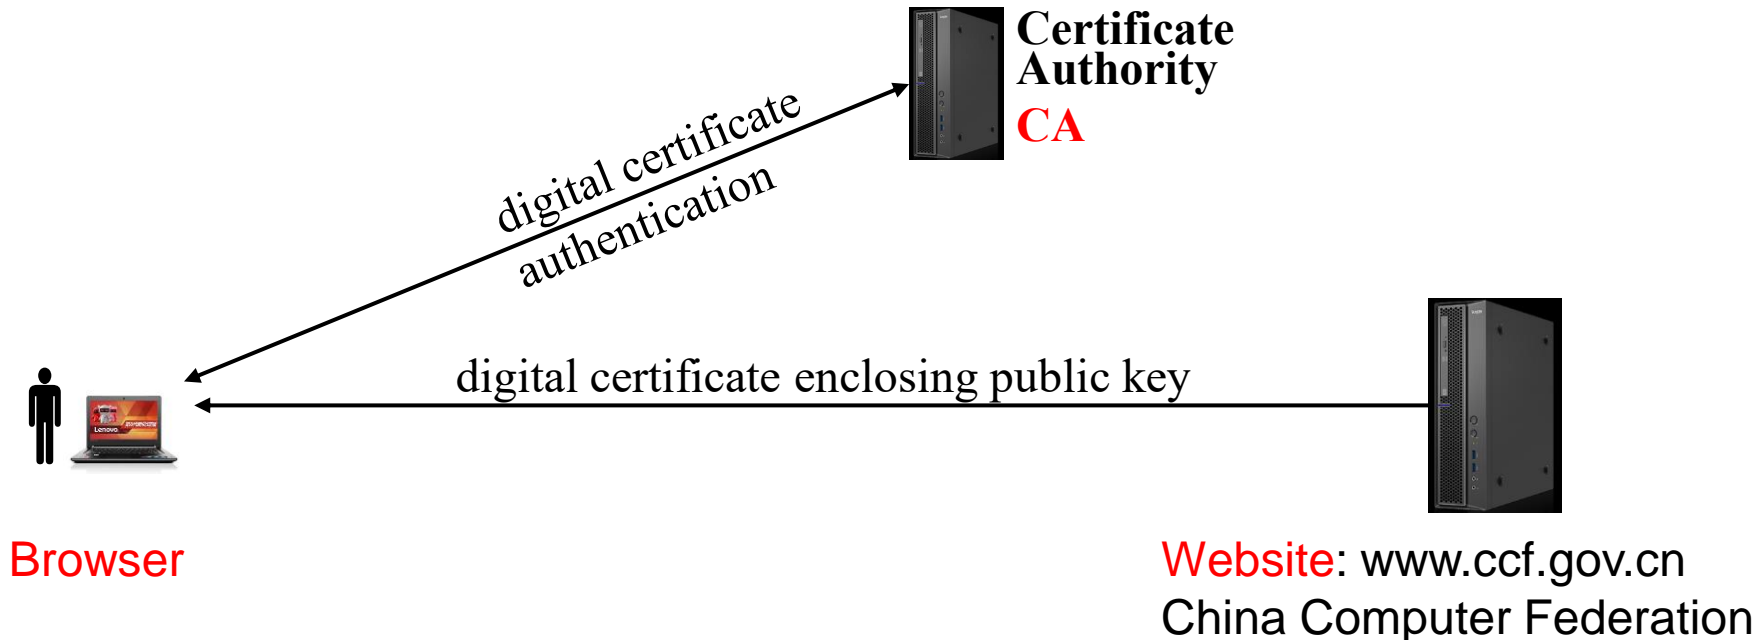 Certificate
Authority
CA
digital certificate
authentication
digital certificate enclosing public key
Lenovo
Browser
Website: www.ccf.gov.cn
China Computer Federation